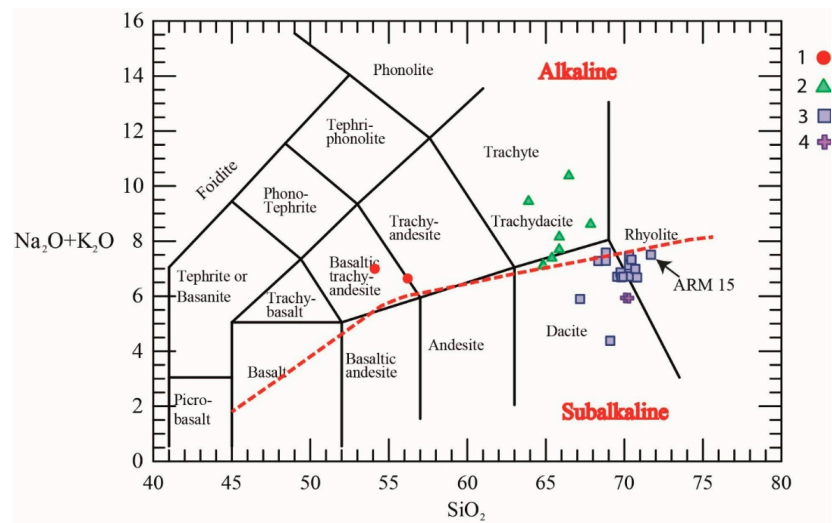 16
14
12
10
8
6
4
2
0
Na₂O+K₂O
40
45
50
55
60
65
70
75
80
SiO₂
Phonolite
Alkaline
Tephri-
phonolite
Foidite
Trachyte
Phono-
Tephrite
Trachy-
andesite
Trachydacite
Rhyolite
Tephrite or
Basanite
Basaltic
trachy-
andesite
Trachy-
basalt
ARM 15
Dacite
Andesite
Basalt
Basaltic
andesite
Picro-
basalt
Subalkaline
1
2
3
4